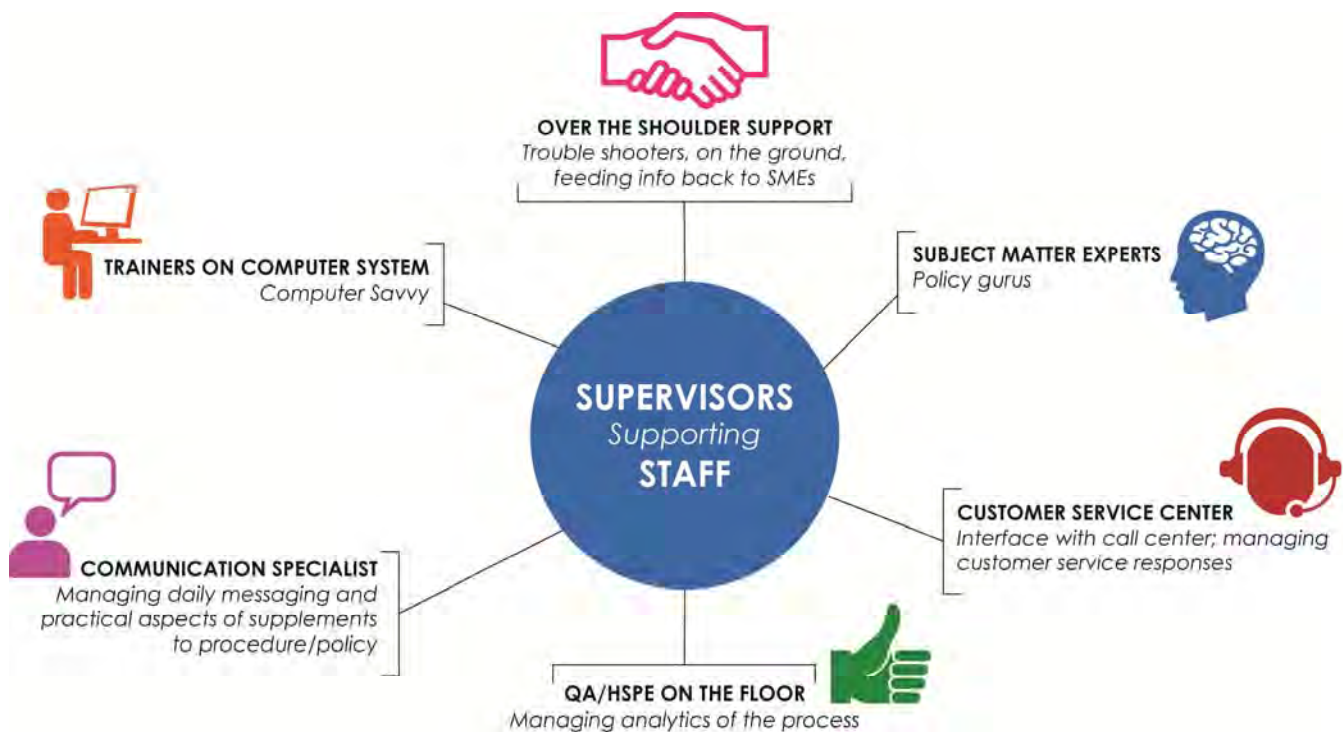 OVER THE SHOULDER SUPPORT
Trouble shooters, on the ground,
feeding info back to SMEs
TRAINERS ON COMPUTER SYSTEM
Computer Savvy
SUBJECT MATTER EXPERTS
Policy gurus
SUPERVISORS
Supporting
STAFF
COMMUNICATION SPECIALIST
Managing daily messaging and
practical aspects of supplements
to procedure/policy
CUSTOMER SERVICE CENTER
Interface with call center; managing
customer service responses
QA/HSPE ON THE FLOOR
Managing analytics of the process